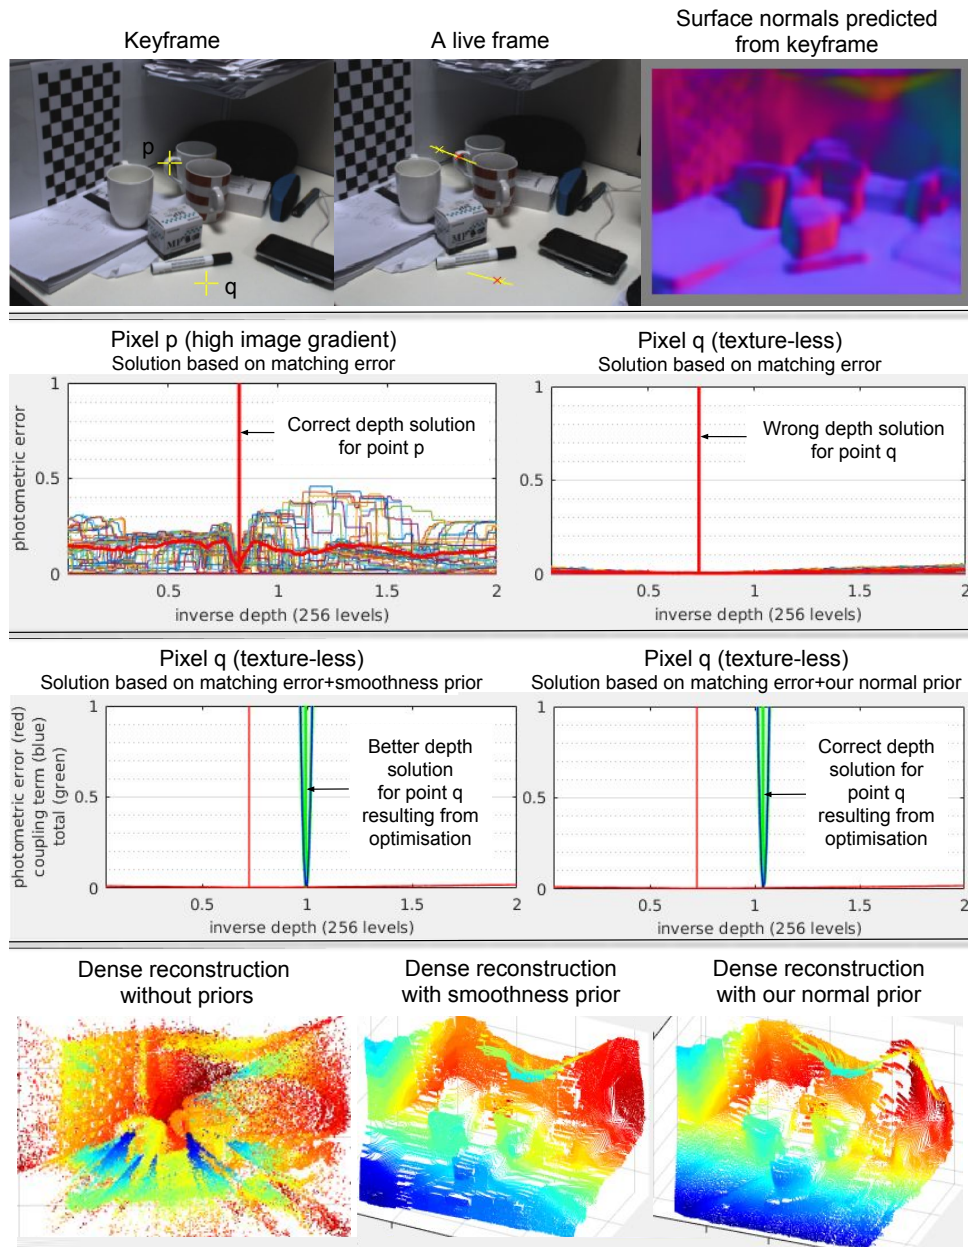 Keyframe
A live frame
Surface normals predicted
from keyframe
p
q
MP
Pixel p (high image gradient)
Solution based on matching error
Pixel q (texture-less)
Solution based on matching error
photometric error
1
0.5
0
Correct depth solution
for point p
0.5
1
1.5
2
inverse depth (256 levels)
1
0.5
0
Wrong depth solution
for point q
0.5
1
1.5
2
inverse depth (256 levels)
Pixel q (texture-less)
Solution based on matching error+smoothness prior
Pixel q (texture-less)
Solution based on matching error+our normal prior
photometric error (red)
coupling term (blue)
total (green)
1
0.5
0
Better depth
solution
for point q
resulting from
optimisation
0.5
1
1.5
2
inverse depth (256 levels)
1
0.5
0
Correct depth
solution for
point q
resulting from
optimisation
0.5
1
1.5
2
inverse depth (256 levels)
Dense reconstruction
without priors
Dense reconstruction
with smoothness prior
Dense reconstruction
with our normal prior